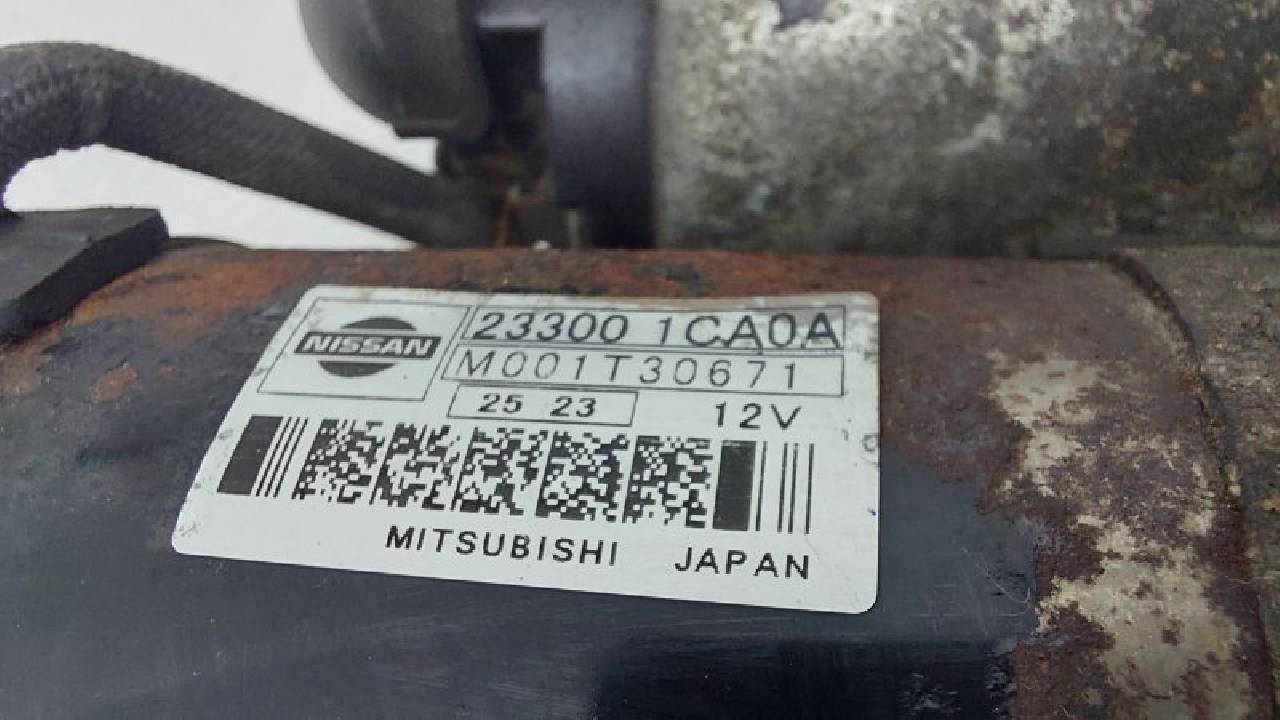 NISSAN
23300 1CA0A
M001T30671
25 23 12V
MITSUBISHI JAPAN